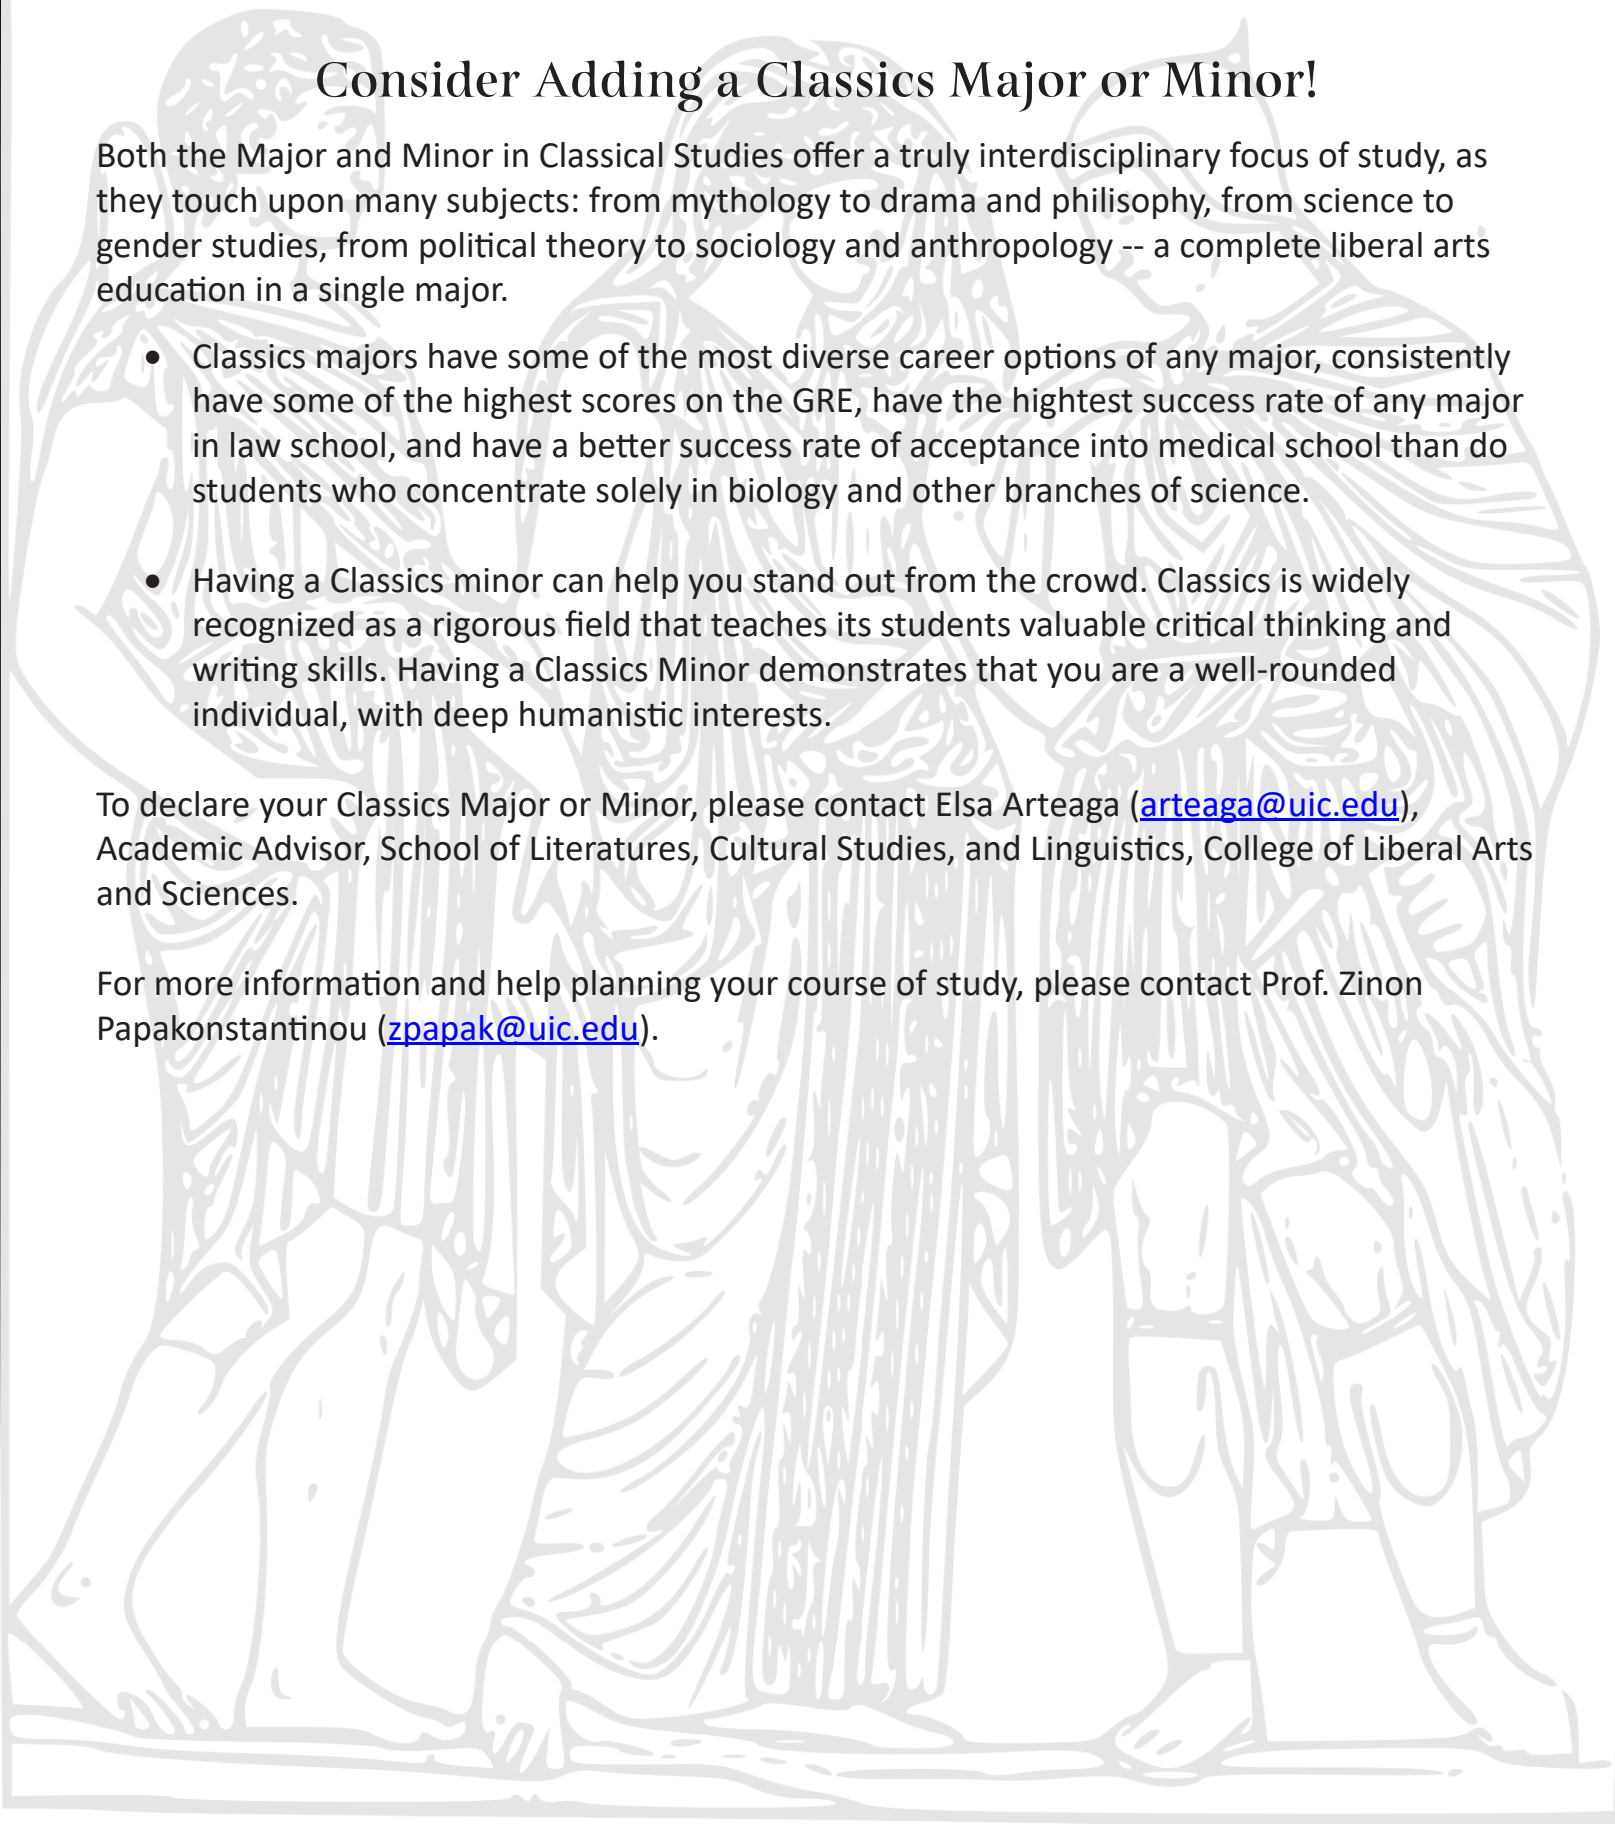 Consider Adding a Classics Major or Minor!
Both the Major and Minor in Classical Studies offer a truly interdisciplinary focus of study, as
they touch upon many subjects: from mythology to drama and philisophy, from science to
gender studies, from political theory to sociology and anthropology -- a complete liberal arts
education in a single major.
• Classics majors have some of the most diverse career options of any major, consistently
have some of the highest scores on the GRE, have the hightest success rate of any major
in law school, and have a better success rate of acceptance into medical school than do
students who concentrate solely in biology and other branches of science.
• Having a Classics minor can help you stand out from the crowd. Classics is widely
recognized as a rigorous field that teaches its students valuable critical thinking and
writing skills. Having a Classics Minor demonstrates that you are a well-rounded
individual, with deep humanistic interests.
To declare your Classics Major or Minor, please contact Elsa Arteaga (arteaga@uic.edu),
Academic Advisor, School of Literatures, Cultural Studies, and Linguistics, College of Liberal Arts
and Sciences.
For more information and help planning your course of study, please contact Prof. Zinon
Papakonstantinou (zpapak@uic.edu).